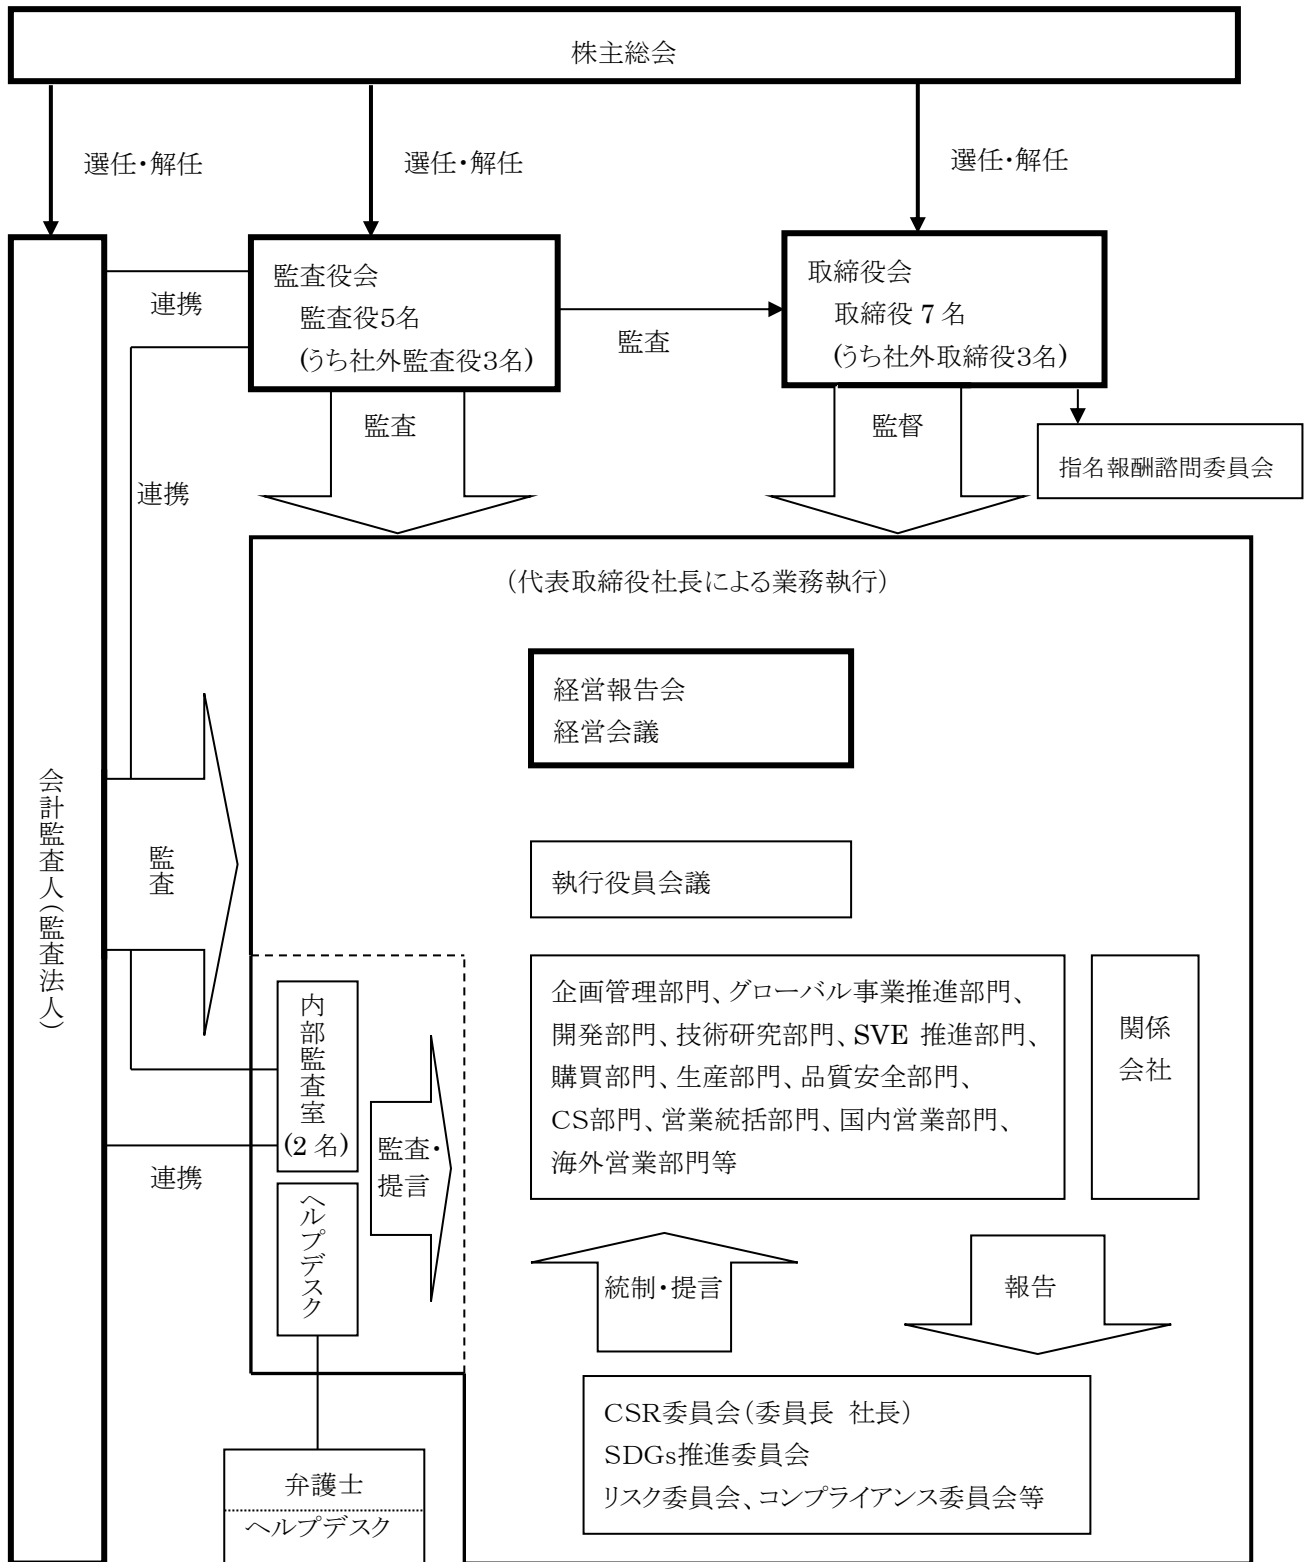 株主総会
選任・解任
選任・解任
選任・解任
監査役会
監査役5名
(うち社外監査役3名)
取締役会
取締役 7 名
(うち社外取締役3名)
連携
監査
監査
監督
指名報酬諮問委員会
連携
(代表取締役社長による業務執行)
経営報告会
経営会議
会計監査人(監査法人)
監査
執行役員会議
企画管理部門、グローバル事業推進部門、
開発部門、技術研究部門、SVE 推進部門、
購買部門、生産部門、品質安全部門、
CS部門、営業統括部門、国内営業部門、
海外営業部門等
関係
会社
内部監査室
(2 名)
監査・
提言
連携
ヘルプデスク
統制・提言
報告
CSR委員会(委員長 社長)
SDGs推進委員会
リスク委員会、コンプライアンス委員会等
弁護士
ヘルプデスク